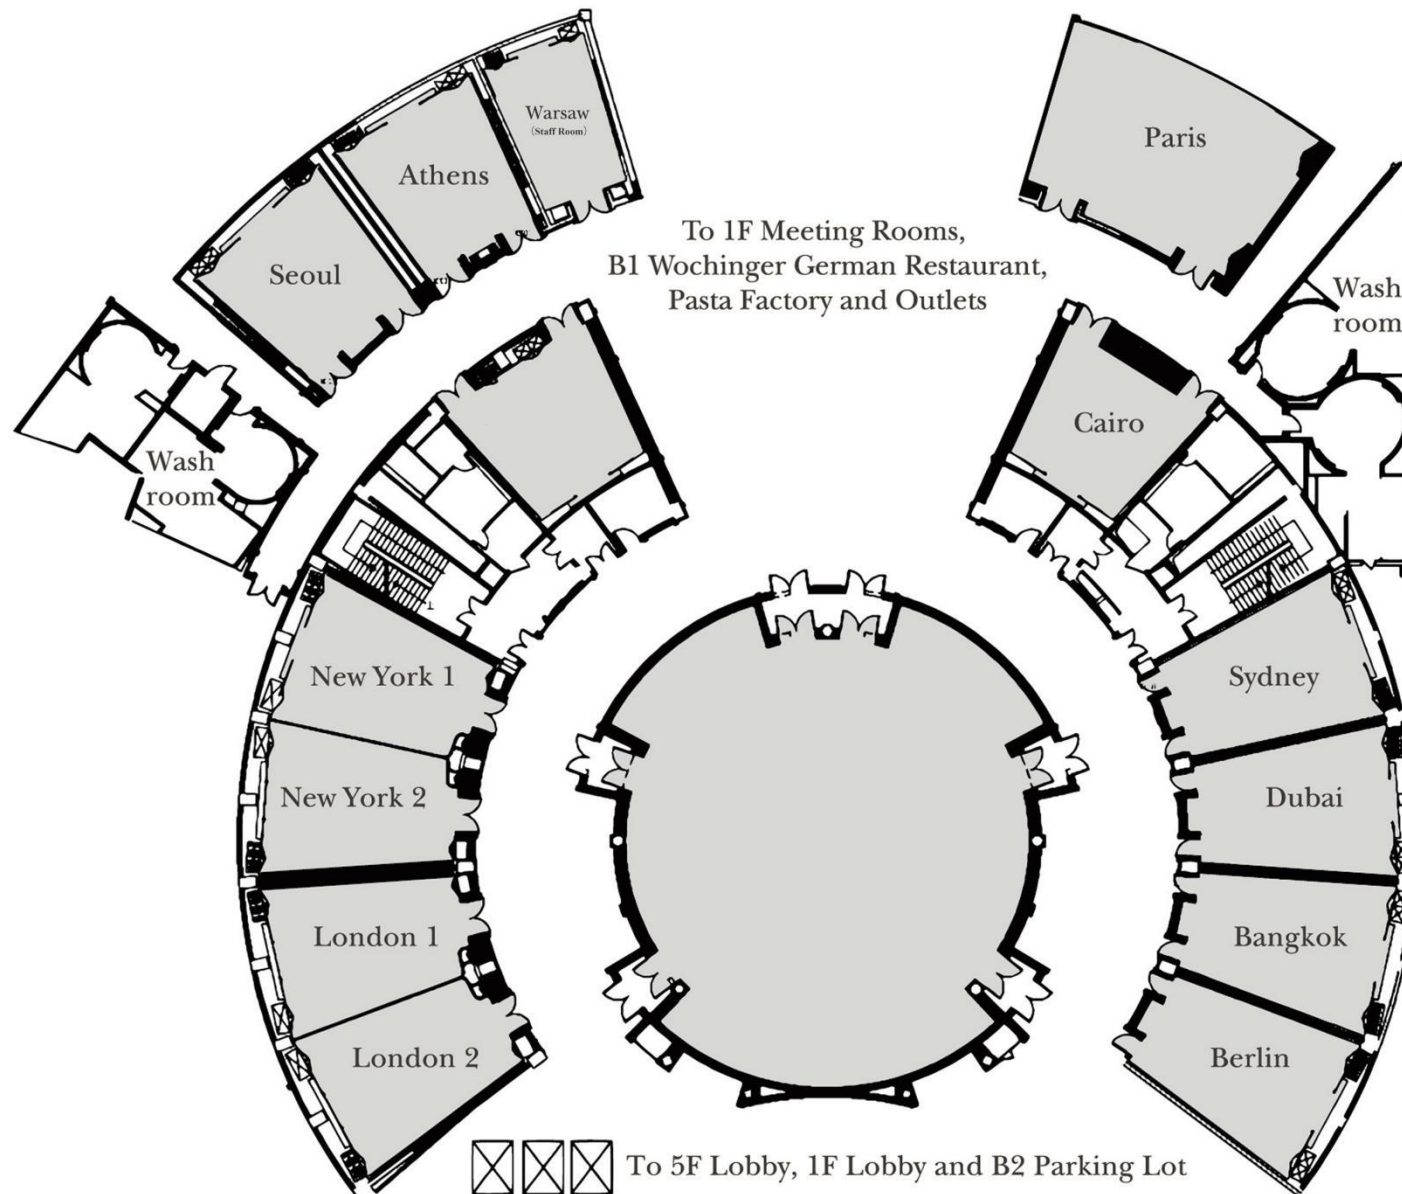 Warsaw
(Staff Room)
Paris
Athens
To 1F Meeting Rooms,
B1 Wochinger German Restaurant,
Pasta Factory and Outlets
Seoul
Wash
room
Cairo
Wash
room
New York 1
Sydney
New York 2
Dubai
London 1
Bangkok
London 2
Berlin
To 5F Lobby, 1F Lobby and B2 Parking Lot